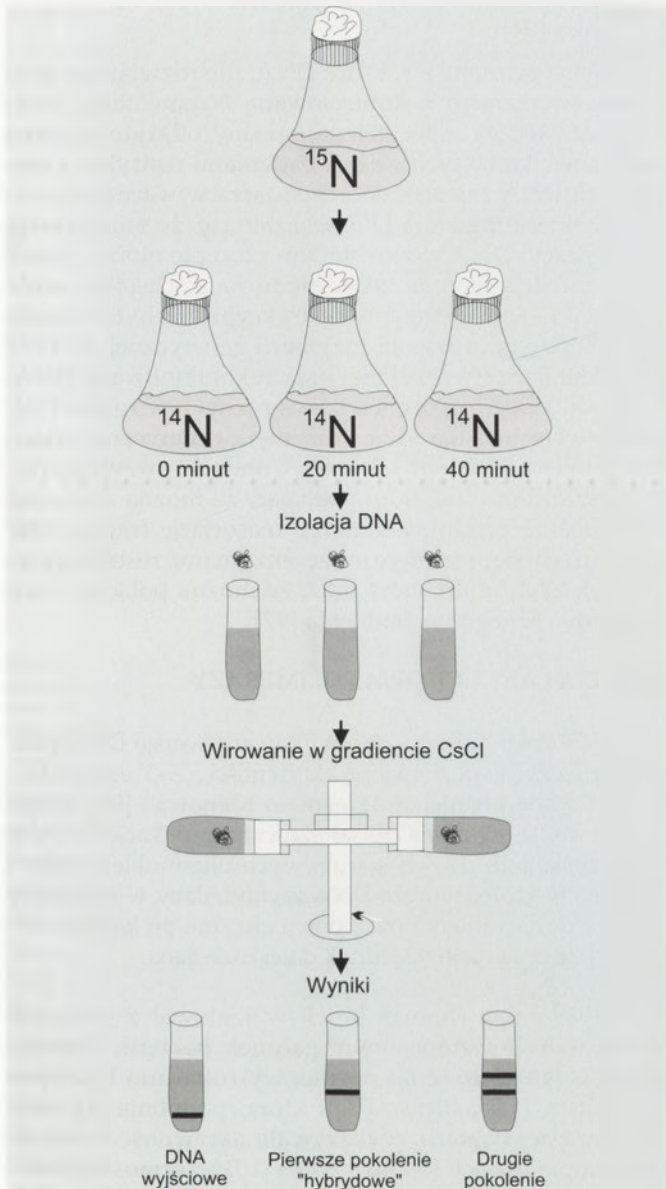 15N
14N 14N 14N
0 minut 20 minut 40 minut
Izolacja DNA
Wirowanie w gradiencie CsCl
Wyniki
DNA Pierwsze pokolenie Drugie
wyjściowe "hybrydowe" pokolenie